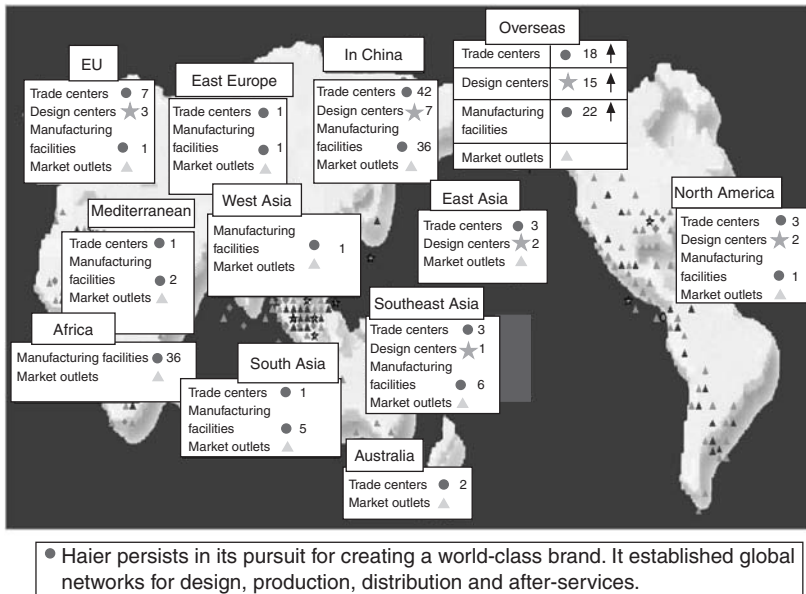 EU
Trade centers 7
Design centers 3
Manufacturing
facilities 1
Market outlets
East Europe
Trade centers 1
Manufacturing
facilities 1
Market outlets
In China
Trade centers 42
Design centers 7
Manufacturing
facilities 36
Market outlets
Overseas
Trade centers 18
Design centers 15
Manufacturing 22
facilities
Market outlets
Mediterranean
Trade centers 1
Manufacturing
facilities 2
Market outlets
West Asia
Manufacturing
facilities 1
Market outlets
East Asia
Trade centers 3
Design centers 2
Market outlets
North America
Trade centers 3
Design centers 2
Manufacturing
facilities 1
Market outlets
Africa
Manufacturing facilities 36
Market outlets
South Asia
Trade centers 1
Manufacturing
facilities 5
Market outlets
Southeast Asia
Trade centers 3
Design centers 1
Manufacturing
facilities 6
Market outlets
Australia
Trade centers 2
Market outlets
Haier persists in its pursuit for creating a world-class brand. It established global
networks for design, production, distribution and after-services.